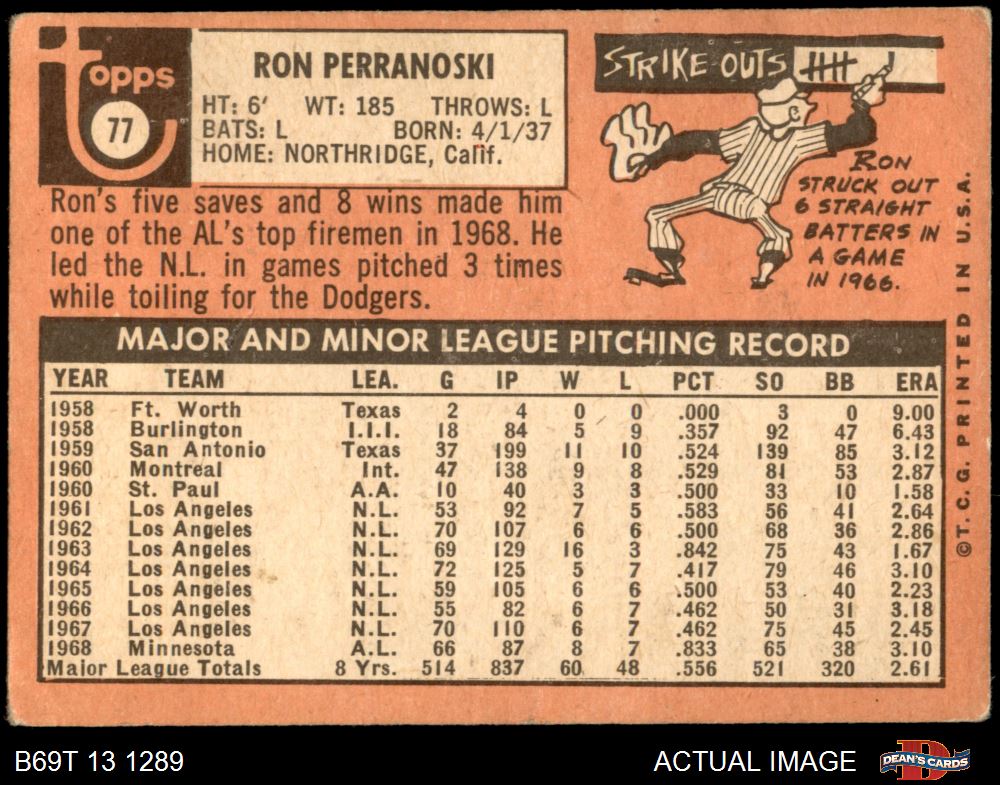 Topps
77
RON PERRANOSKI
HT: 6' WT: 185 THROWS: L
BATS: L BORN: 4/1/37
HOME: NORTHRIDGE, Calif.
Ron's five saves and 8 wins made him
one of the AL's top firemen in 1968. He
led the N.L. in games pitched 3 times
while toiling for the Dodgers.
STRIKE-OUTS
C
RON
STRUCK OUT
6 STRAIGHT
BATTERS IN
A GAME
IN 1966.
MAJOR AND MINOR LEAGUE PITCHING RECORD
YEAR TEAM LEA. G IP W L PCT SO BB ERA
1958 Ft. Worth Texas 2 4 0 0 .000 3 0 9.00
1958 Burlington I.I.I. 18 84 5 9 .357 92 47 6.43
1959 San Antonio Texas 37 199 11 10 .524 139 85 3.12
1960 Montreal Int. 47 138 9 8 .529 81 53 2.87
1960 St. Paul A.A. 10 40 3 3 .500 33 10 1.58
1961 Los Angeles N.L. 53 92 7 5 .583 56 41 2.64
1962 Los Angeles N.L. 70 107 6 6 .500 68 36 2.86
1963 Los Angeles N.L. 69 129 16 3 .842 75 43 1.67
1964 Los Angeles N.L. 72 125 5 7 .417 79 46 3.10
1965 Los Angeles N.L. 59 105 6 6 .500 53 40 2.23
1966 Los Angeles N.L. 55 82 6 7 .462 50 31 3.18
1967 Los Angeles N.L. 70 110 6 7 .462 75 45 2.45
1968 Minnesota A.L. 66 87 8 7 .833 65 38 3.10
Major League Totals 8 Yrs. 514 837 60 48 .556 521 320 2.61
©T.C.G. PRINTED IN U.S.A.
B69T 13 1289 ACTUAL IMAGE
D
DEAN'S CARDS